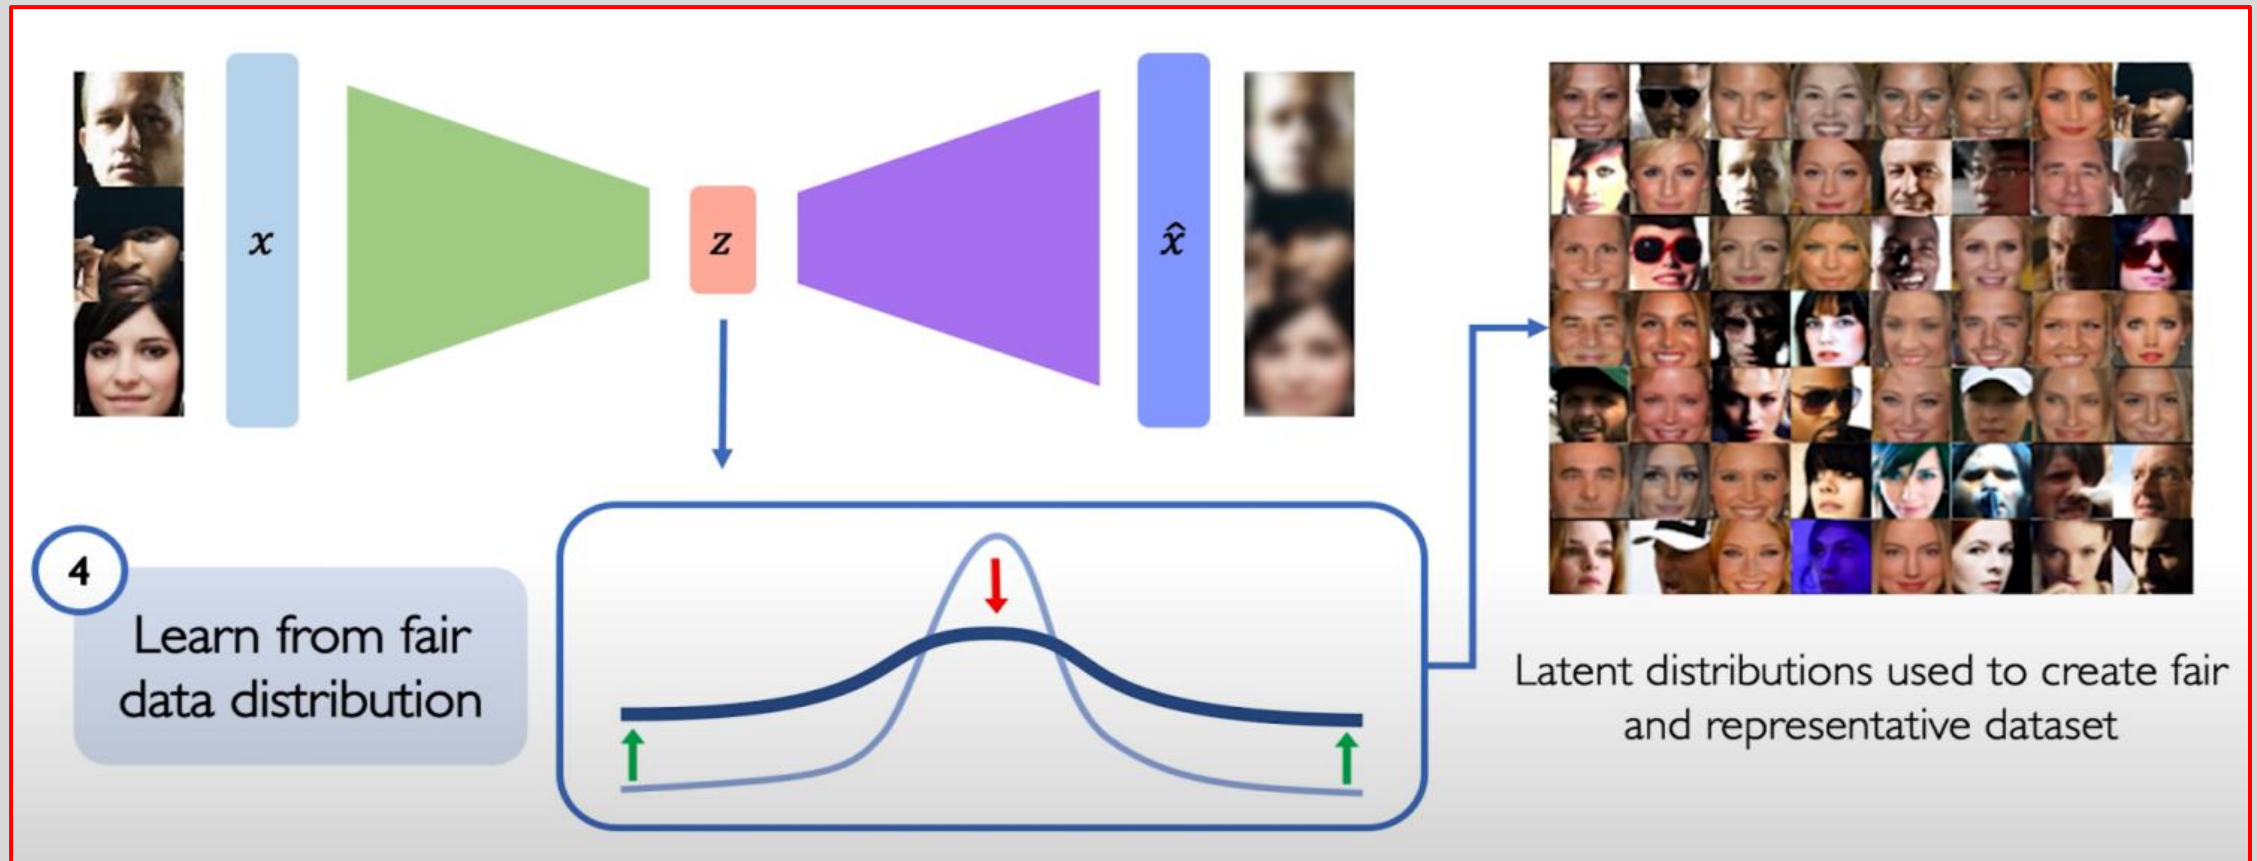 x
z
x̂
4
Learn from fair
data distribution
Latent distributions used to create fair
and representative dataset